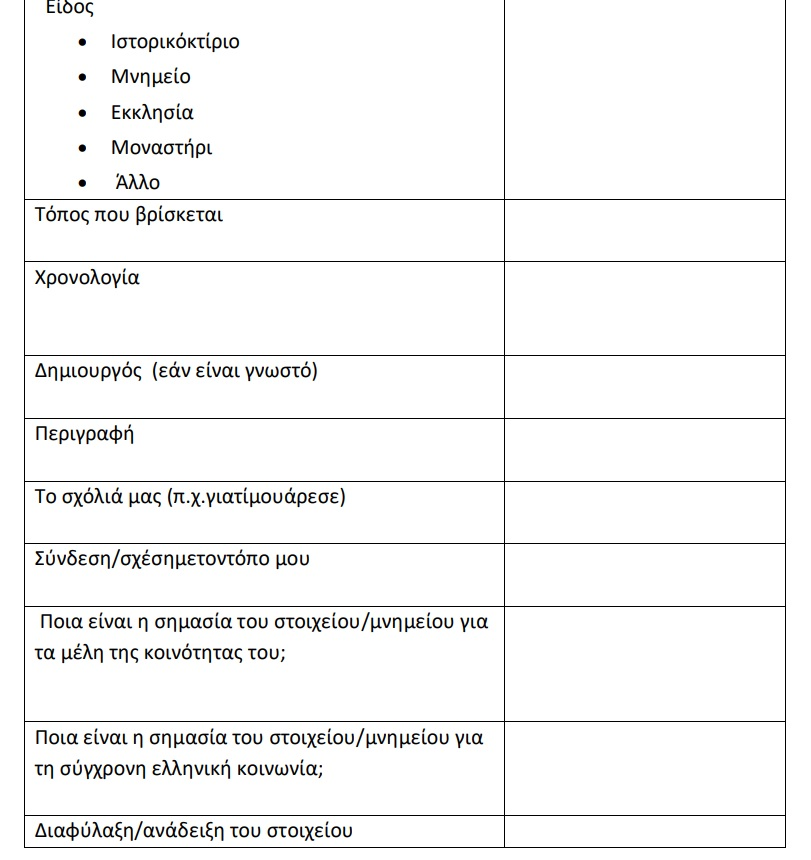 Είδος
• Ιστορικόκτίριο
• Μνημείο
• Εκκλησία
• Μοναστήρι
• Άλλο
Τόπος που βρίσκεται
Χρονολογία
Δημιουργός (εάν είναι γνωστό)
Περιγραφή
Το σχόλιά μας (π.χ.γιατίμουάρεσε)
Σύνδεση/σχέσημετοντόπο μου
Ποια είναι η σημασία του στοιχείου/μνημείου για
τα μέλη της κοινότητας του;
Ποια είναι η σημασία του στοιχείου/μνημείου για
τη σύγχρονη ελληνική κοινωνία;
Διαφύλαξη/ανάδειξη του στοιχείου